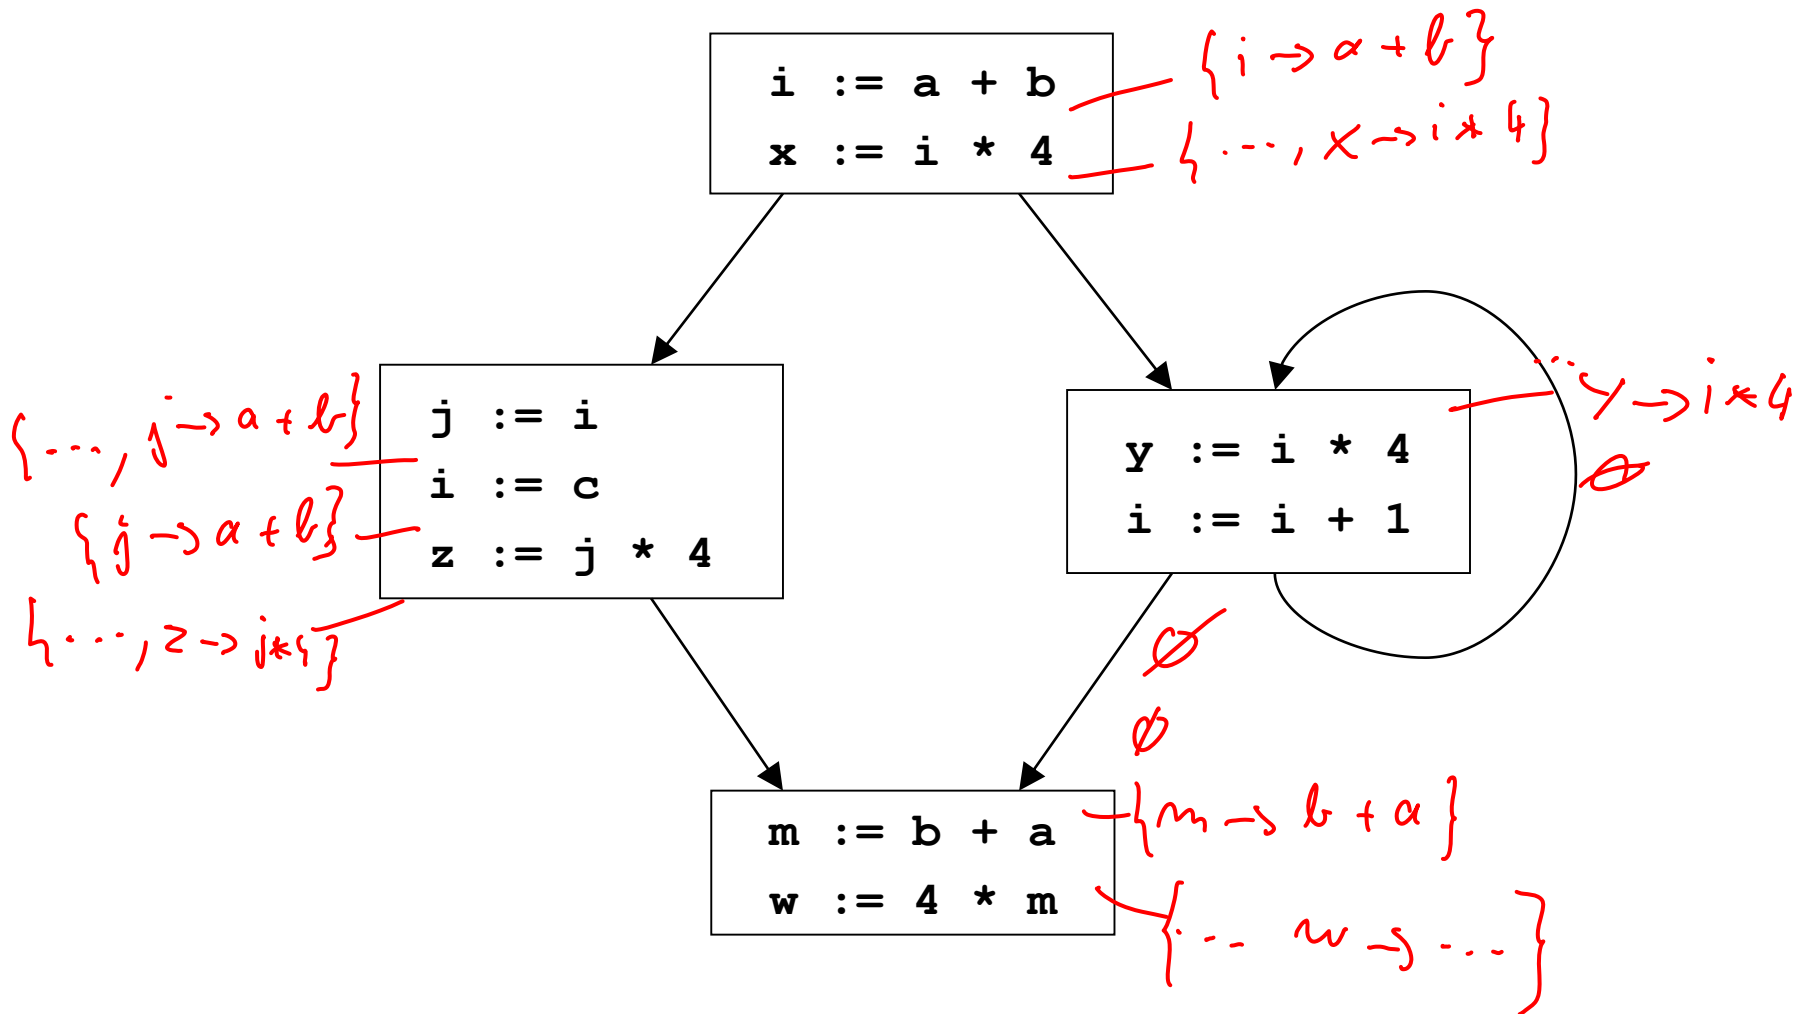 i := a + b
x := i * 4
{i → a + b}
{ ..., x → i * 4}
{ ..., j → a + b}
{j → a + b}
{ ..., z → j * 4}
j := i
i := c
z := j * 4
... y → i * 4
∅
y := i * 4
i := i + 1
∅
∅
m := b + a
w := 4 * m
{m → b + a}
{ ... w → ... }